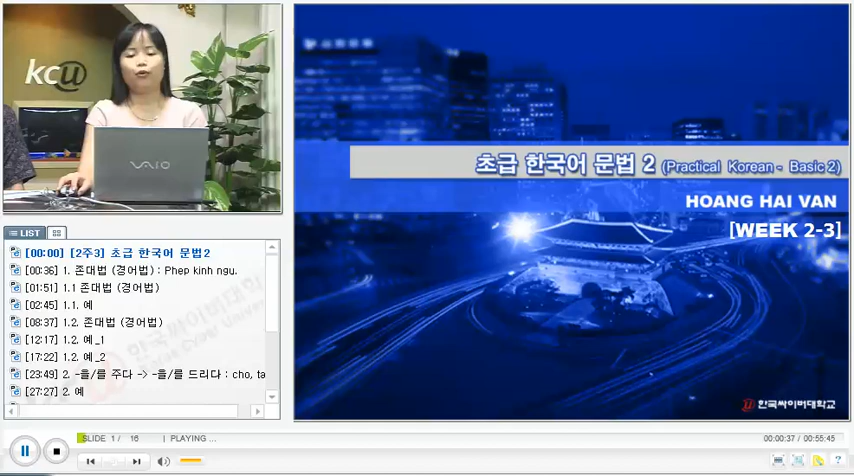 kcu@
VAIO
초급 한국어 문법 2 (Practical Korean - Basic 2)
HOANG HAI VAN
[WEEK 2-3]
한국싸이버대학교
LIST
[00:00] [2주3] 초급 한국어 문법2
[00:36] 1. 존대법 (경어법) : Phep kinh ngu.
[01:51] 1.1 존대법 (경어법)
[02:45] 1.1. 예
[08:37] 1.2. 존대법 (경어법)
[12:17] 1.2. 예_1
[17:22] 1.2. 예_2
[23:49] 2. -을/를 주다 -> -을/를 드리다 : cho, ta
[27:27] 2. 예
SLIDE 1 / 16 | PLAYING ...
00:00:37 / 00:55:45